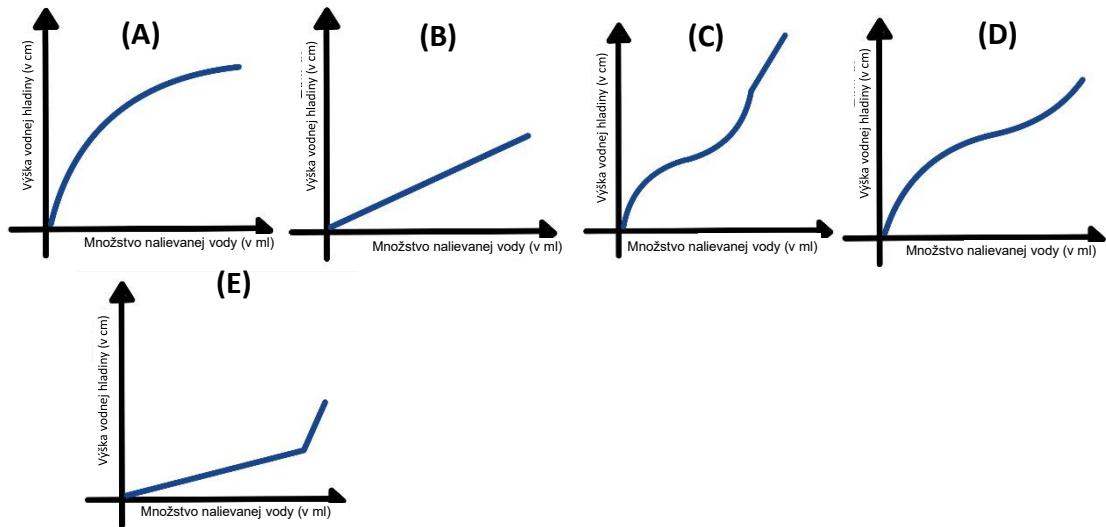 (A)
Výška vodnej hladiny (v cm)
Množstvo nalievanej vody (v ml)
(B)
Výška vodnej hladiny (v cm)
Množstvo nalievanej vody (v ml)
(C)
Výška vodnej hladiny (v cm)
Množstvo nalievanej vody (v ml)
(D)
Výška vodnej hladiny (v cm)
Množstvo nalievanej vody (v ml)
(E)
Výška vodnej hladiny (v cm)
Množstvo nalievanej vody (v ml)